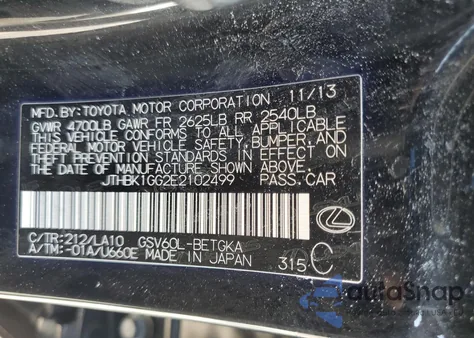 MFD. BY: TOYOTA MOTOR CORPORATION 11/13
GVWR 4700LB GAWR FR 2625LB RR 2540LB
THIS VEHICLE CONFORMS TO ALL APPLICABLE
FEDERAL MOTOR VEHICLE SAFETY, BUMPER, AND
THEFT PREVENTION STANDARDS IN EFFECT ON
THE DATE OF MANUFACTURE SHOWN ABOVE.
JTHBK1GG2E2102499 PASS.CAR
C/TR:212/LA10 GSV60L-BETGKA
A/TM:-01A/U660E MADE IN JAPAN 315 C
autoSnap